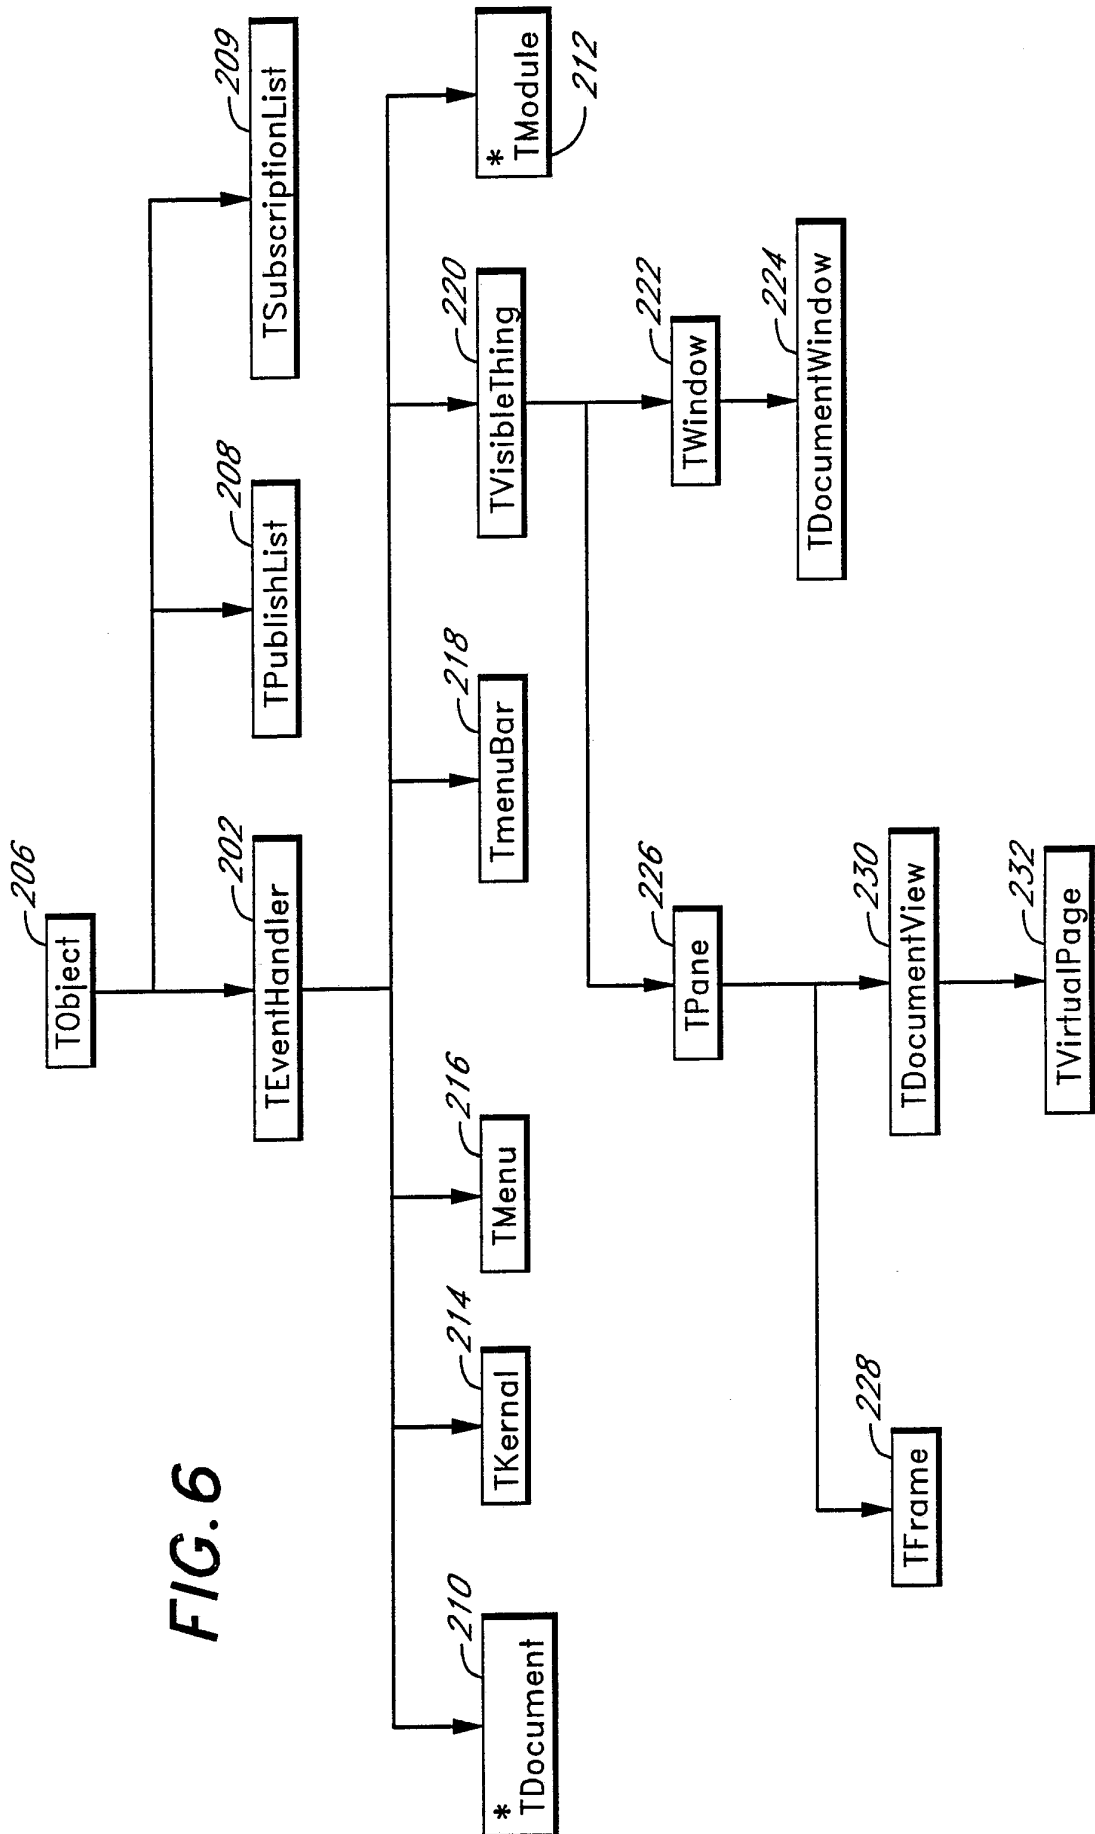 FIG. 6
206
TObject
202
TEventHandler
208
TPublishList
209
TSubscriptionList
210
*
TDocument
214
TKernal
216
TMenu
218
TmenuBar
220
TVisibleThing
*
TModule
212
226
TPane
222
TWindow
228
TFrame
230
TDocumentView
224
TDocumentWindow
232
TVirtualPage